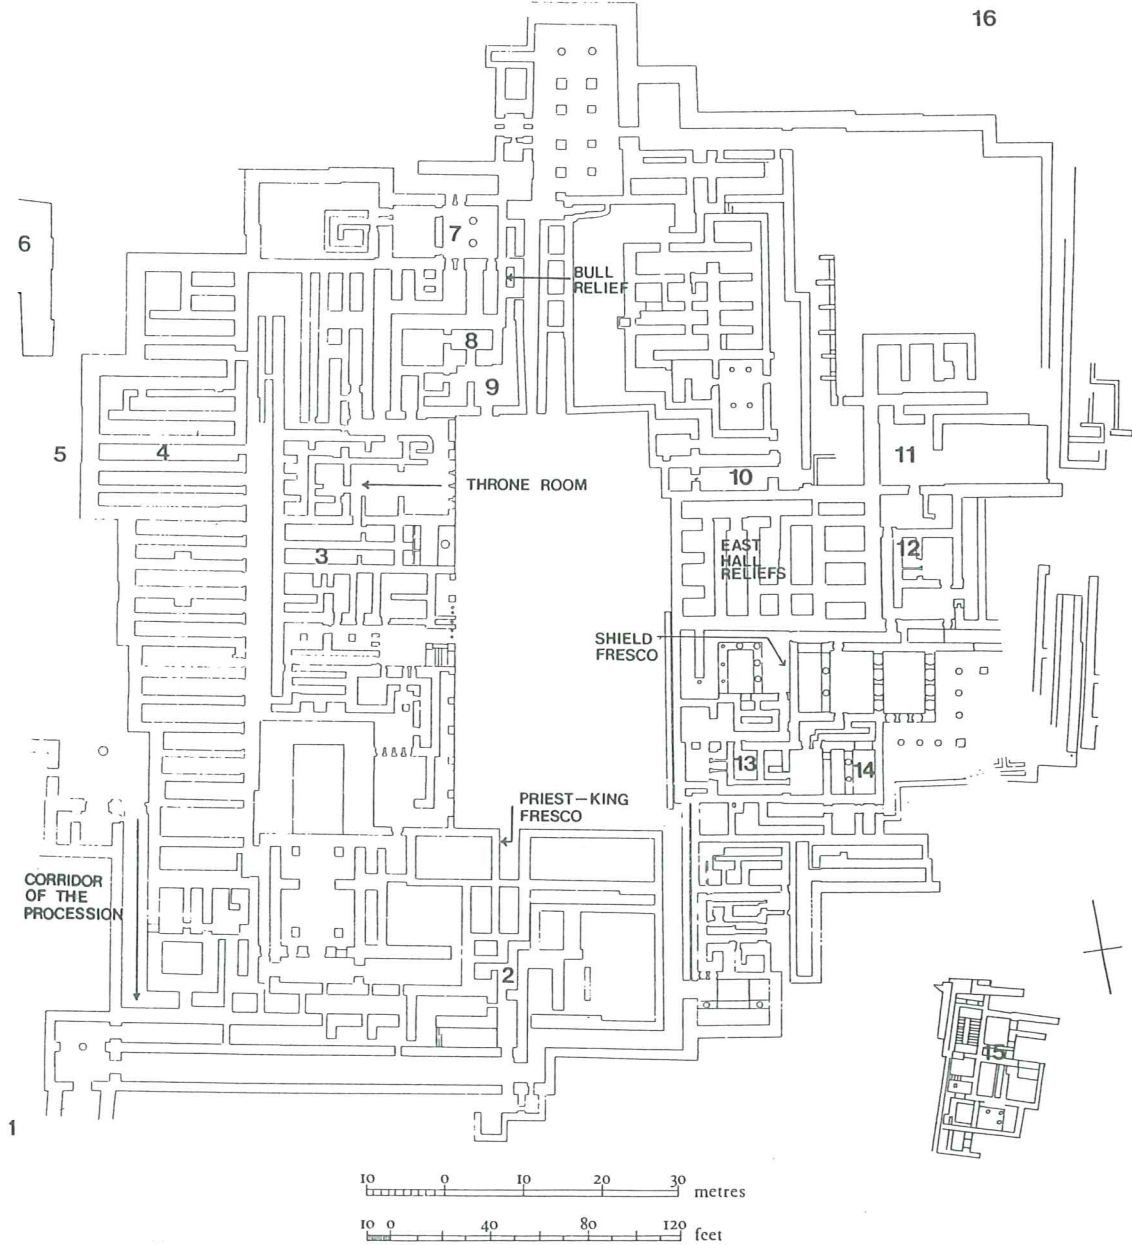 16
6
7
BULL
RELIEF
8
9
5
4
11
10
THRONE ROOM
3
EAST
HALL
RELIEFS
12
SHIELD
FRESCO
13
14
PRIEST—KING
FRESCO
CORRIDOR
OF THE
PROCESSION
2
15
1
10 0 10 20 30 metres
10 0 40 80 120 feet